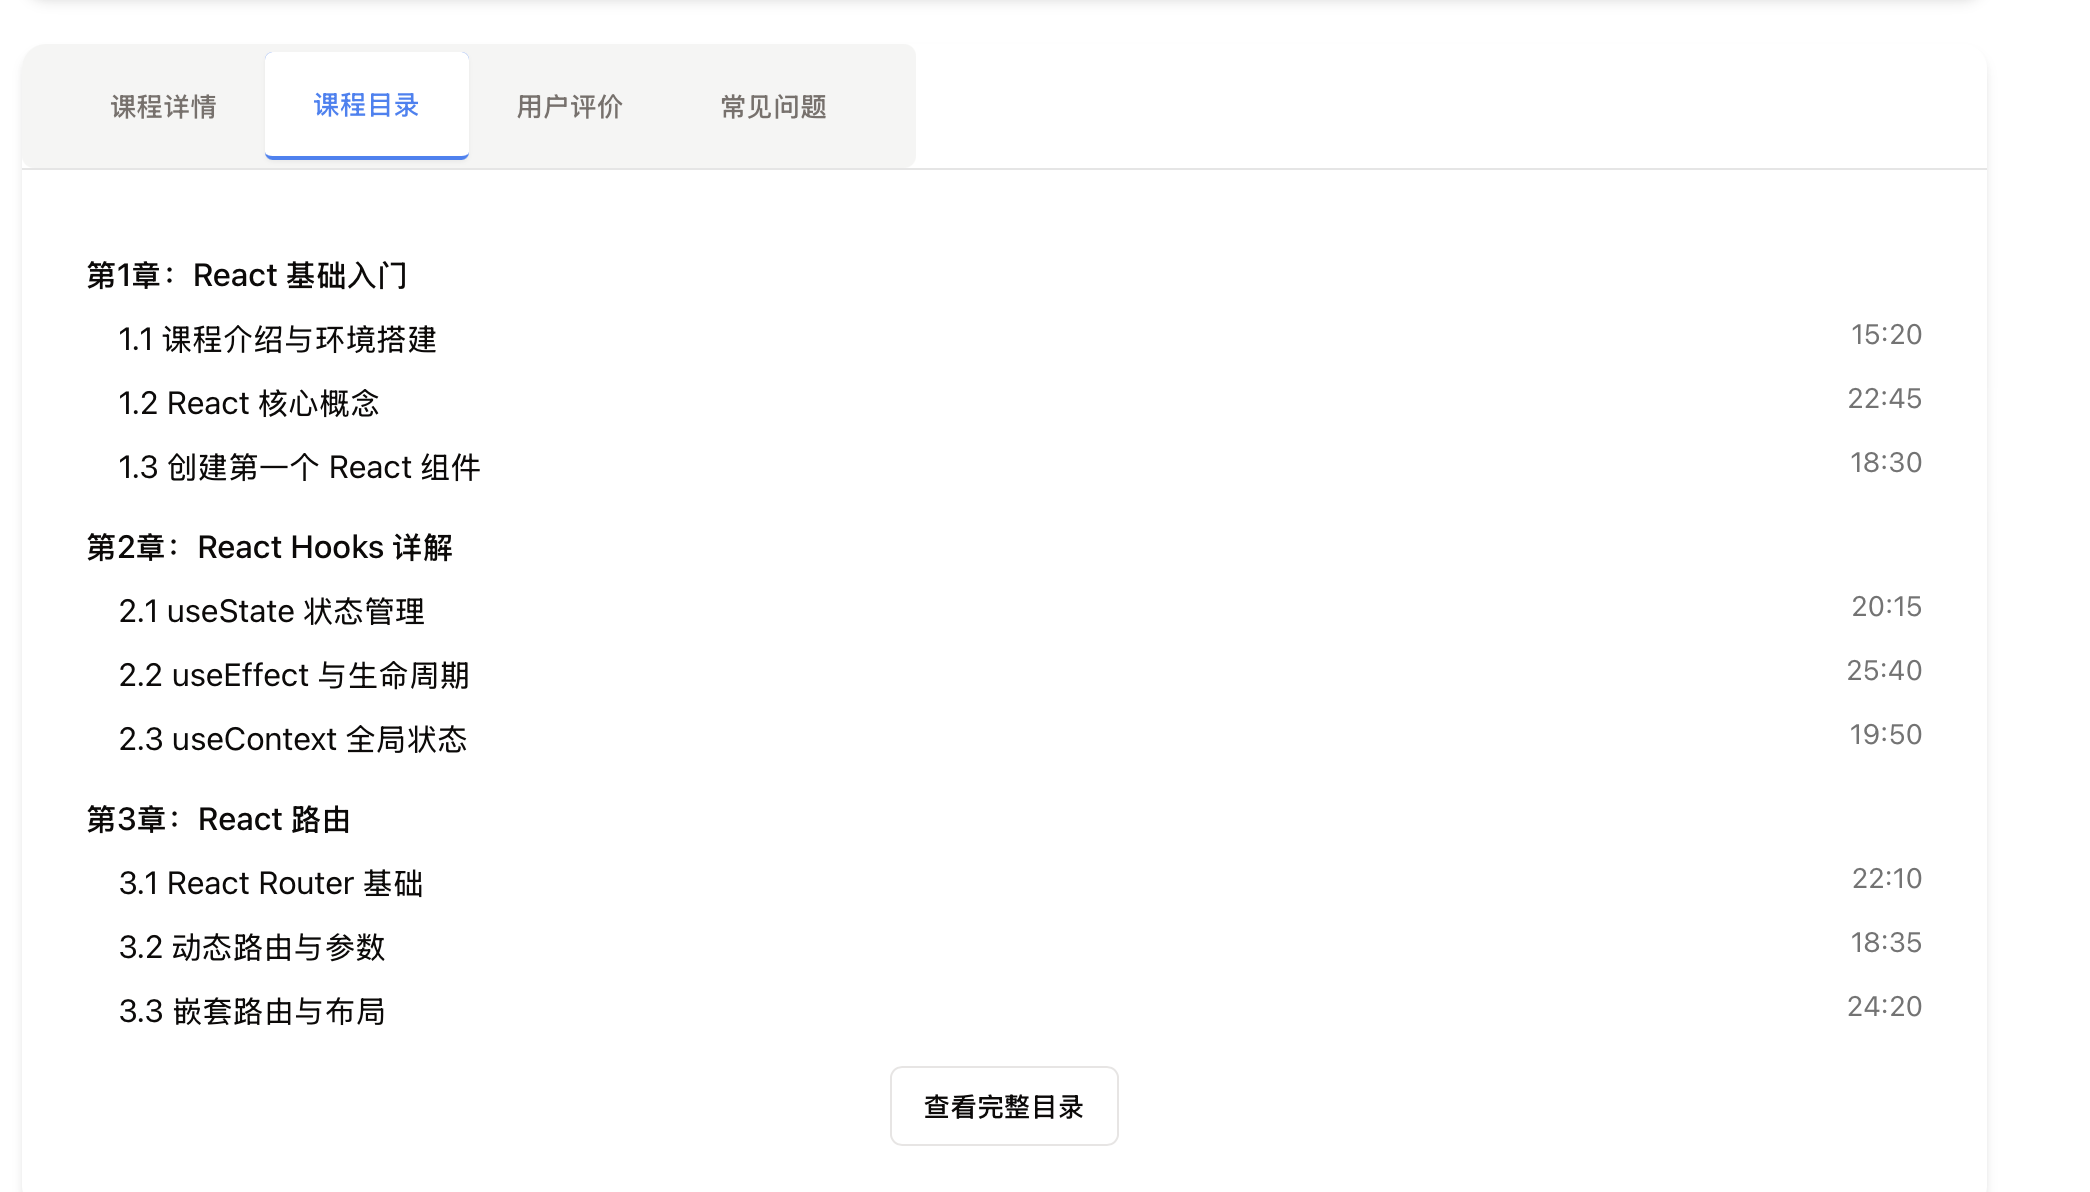 课程详情 课程目录 用户评价 常见问题
第1章：React 基础入门
1.1 课程介绍与环境搭建 15:20
1.2 React 核心概念 22:45
1.3 创建第一个 React 组件 18:30
第2章：React Hooks 详解
2.1 useState 状态管理 20:15
2.2 useEffect 与生命周期 25:40
2.3 useContext 全局状态 19:50
第3章：React 路由
3.1 React Router 基础 22:10
3.2 动态路由与参数 18:35
3.3 嵌套路由与布局 24:20
查看完整目录